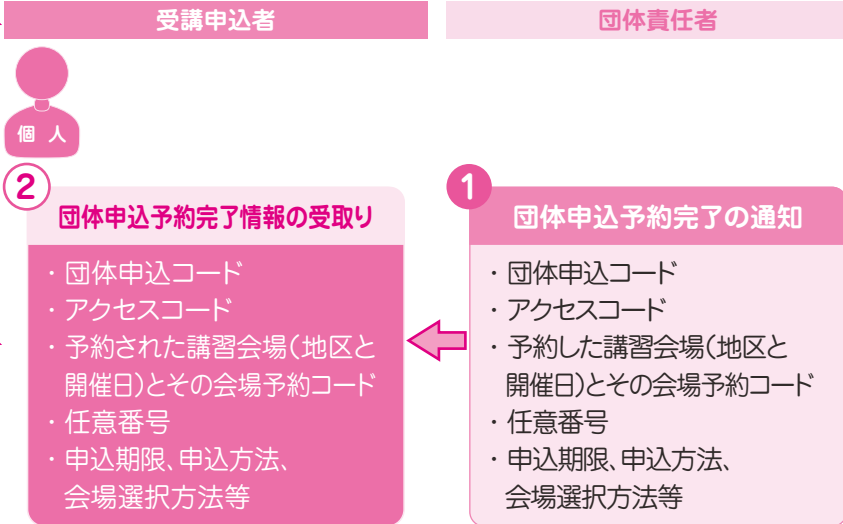 受講申込者
団体責任者
個 人
②
団体申込予約完了情報の受取り
・団体申込コード
・アクセスコード
・予約された講習会場(地区と
開催日)とその会場予約コード
・任意番号
・申込期限、申込方法、
会場選択方法等
1
団体申込予約完了の通知
・団体申込コード
・アクセスコード
・予約した講習会場(地区と
開催日)とその会場予約コード
・任意番号
・申込期限、申込方法、
会場選択方法等